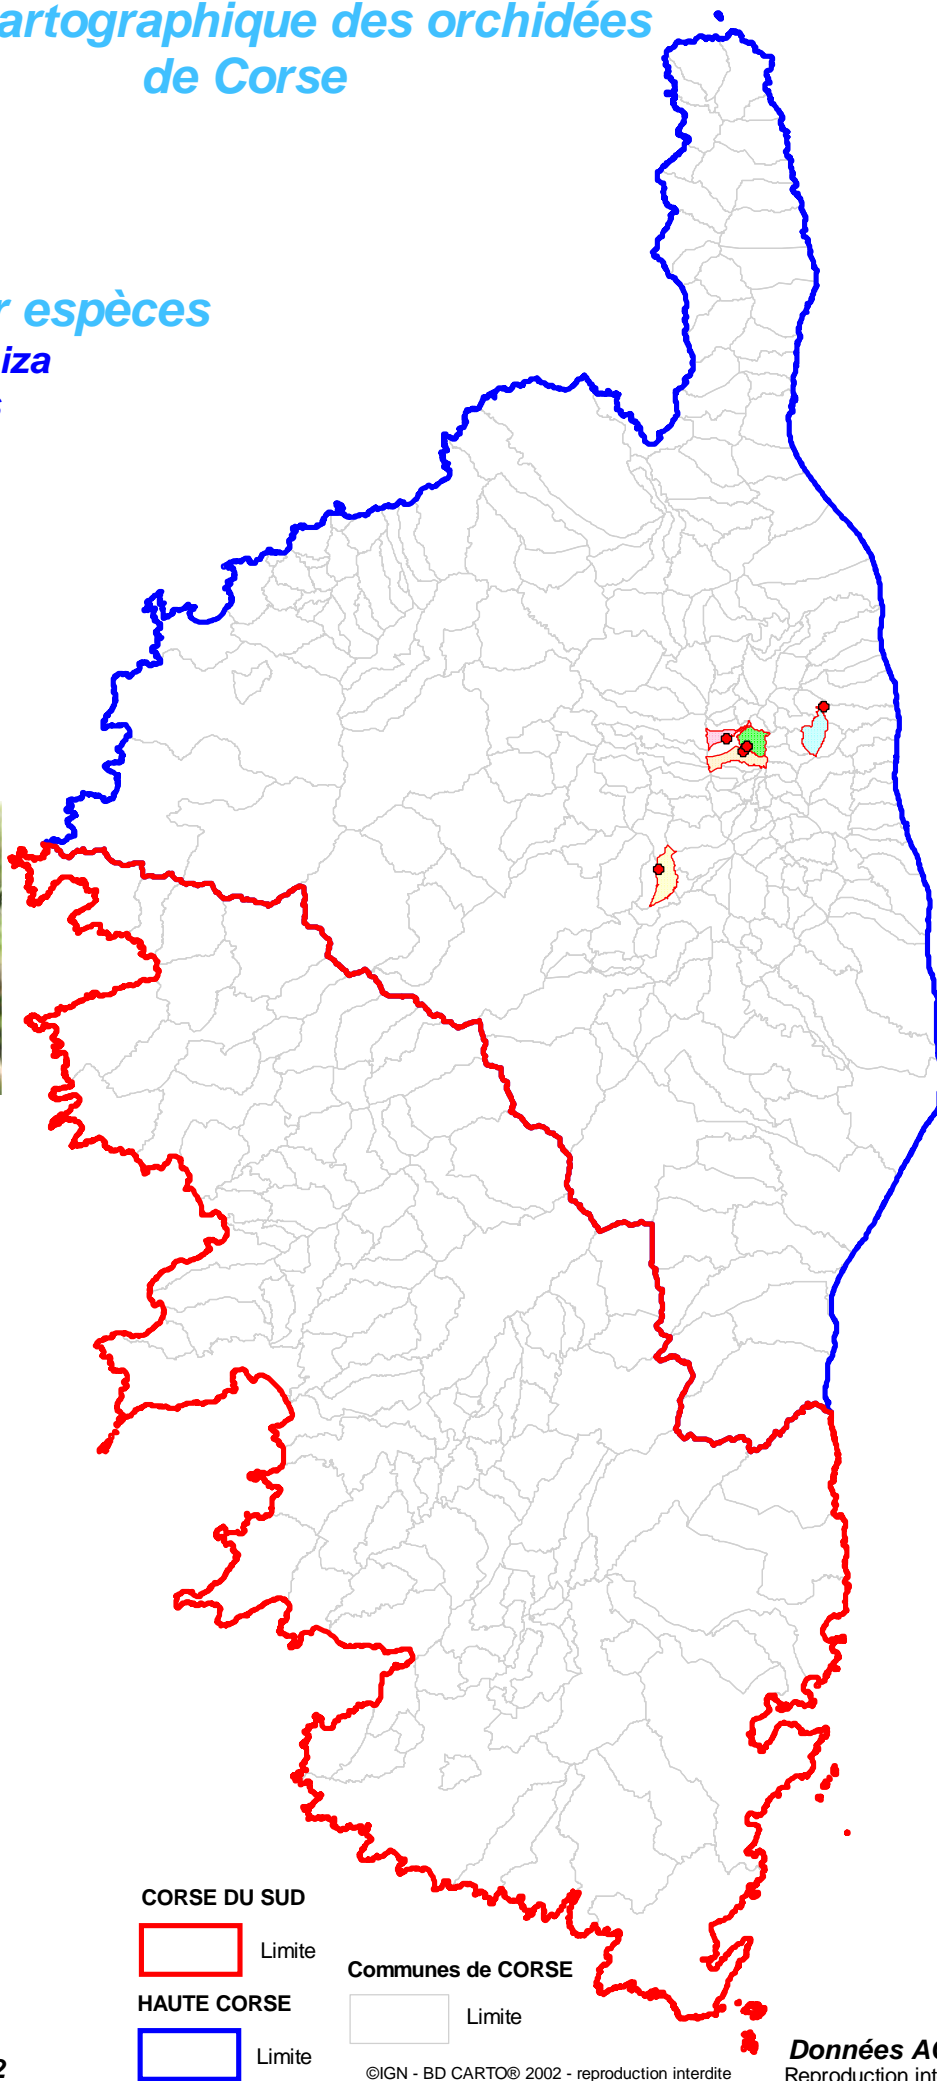 artographique des orchidées
de Corse
r espèces
iza
CORSE DU SUD
Limite
Communes de CORSE
HAUTE CORSE
Limite
Limite
2
©IGN - BD CARTO® 2002 - reproduction interdite
Données A
Reproduction int